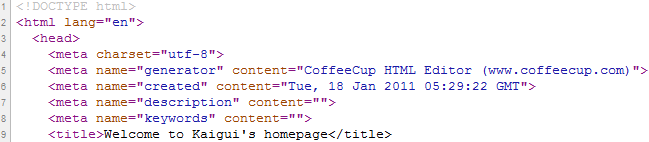 1 <!DOCTYPE html>
2 <html lang="en">
3 <head>
4 <meta charset="utf-8">
5 <meta name="generator" content="CoffeeCup HTML Editor (www.coffeecup.com)">
6 <meta name="created" content="Tue, 18 Jan 2011 05:29:22 GMT">
7 <meta name="description" content="">
8 <meta name="keywords" content="">
9 <title>Welcome to Kaigui's homepage</title>